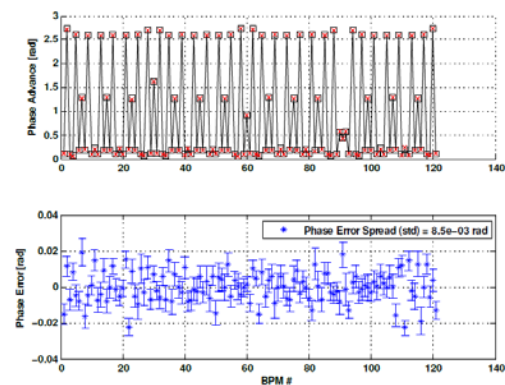 3
2.5
2
1.5
1
0.5
0
Phase Advance [rad]
0 20 40 60 80 100 120 140
0.04
0.02
0
-0.02
-0.04
Phase Error[rad]
Phase Error Spread (std) = 8.5e-03 rad
0 20 40 60 80 100 120 140
BPM #